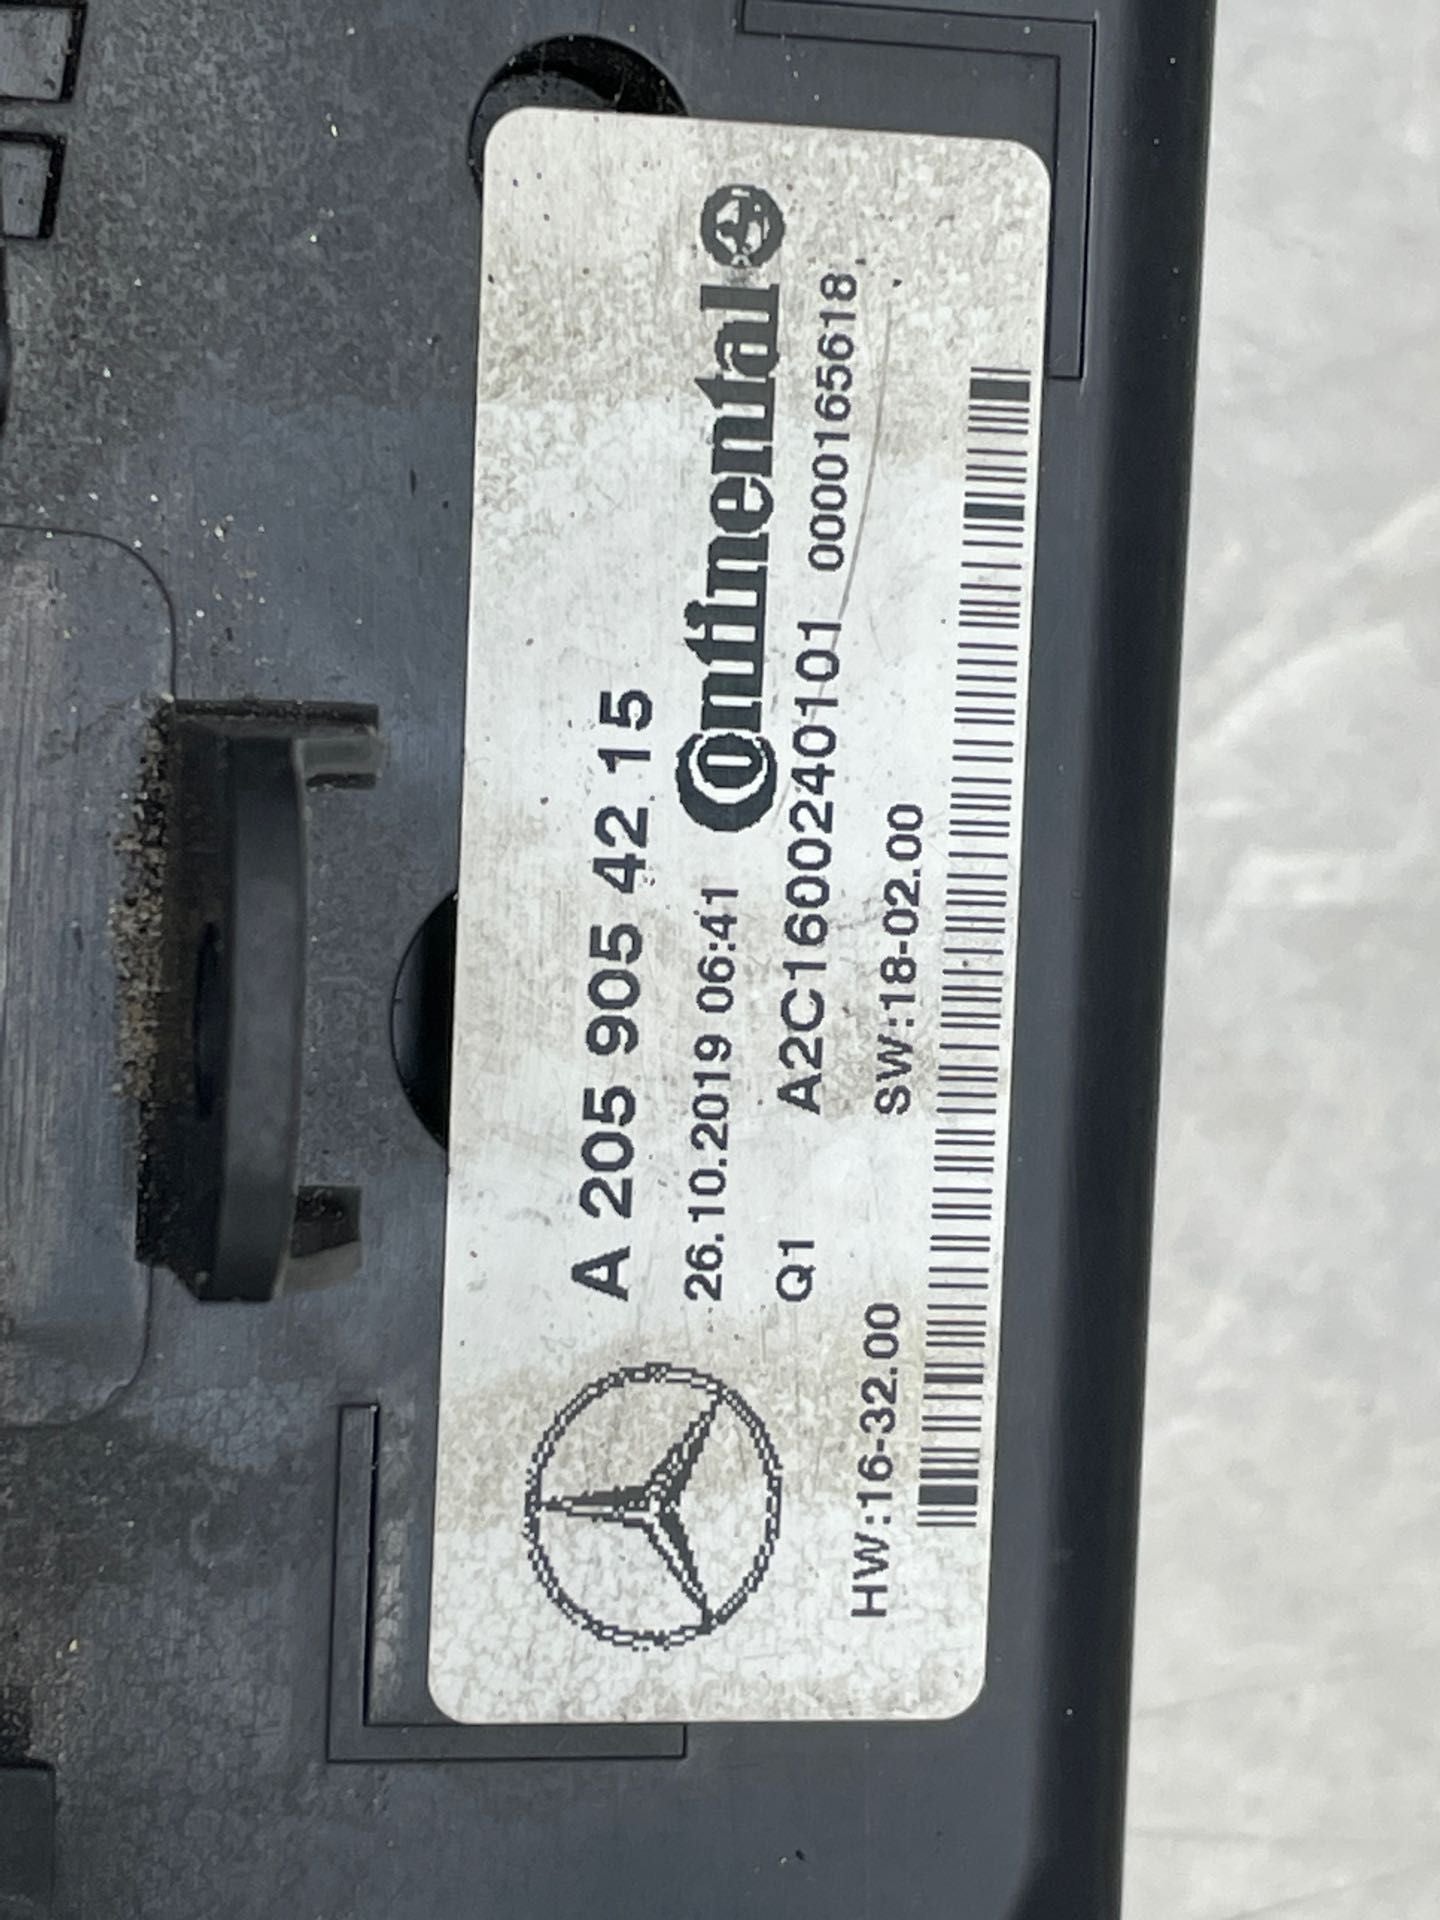 A 205 905 42 15
26.10.2019 06:41 Continental
Q1 A2C1600240101 0000165618
HW:16-32.00 SW:18-02.00